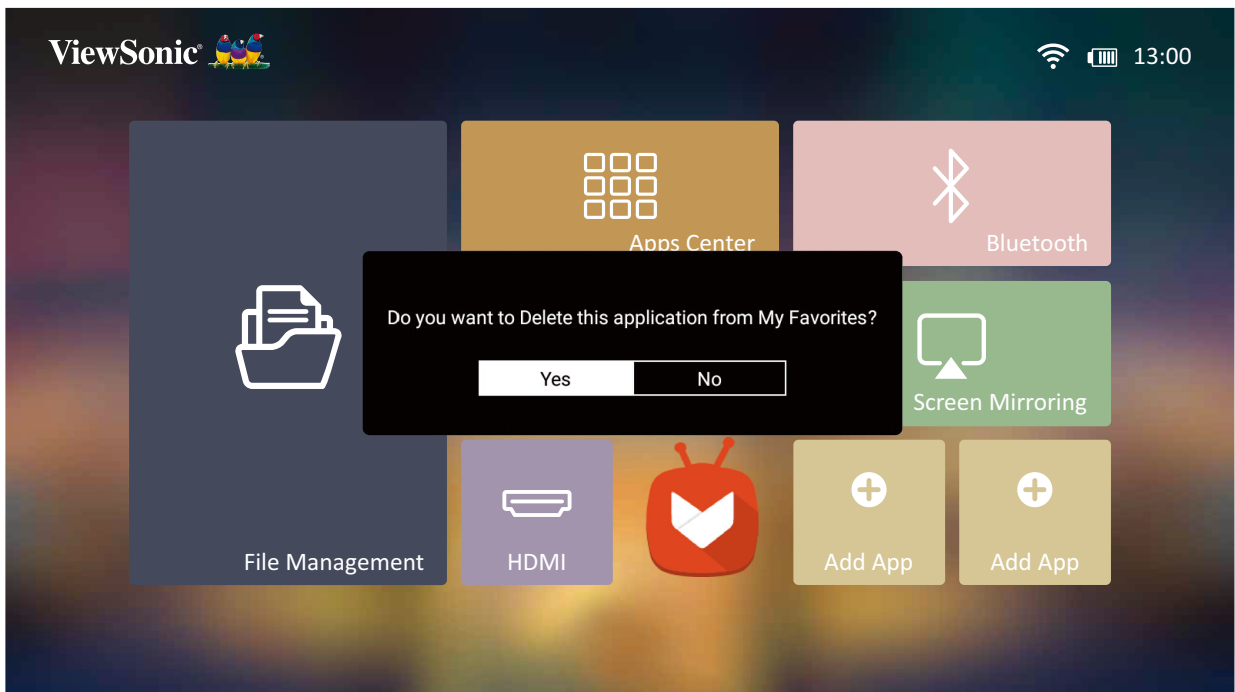 ViewSonic®
13:00
Apps Center
Bluetooth
Do you want to Delete this application from My Favorites?
Yes
No
Screen Mirroring
File Management
HDMI
Add App
Add App